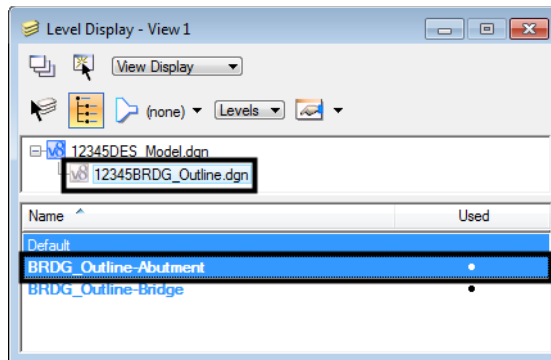 Level Display - View 1
View Display
(none) Levels
12345DES_Model.dgn
12345BRDG_Outline.dgn
Name Used
Default
BRDG_Outline-Abutment
BRDG_Outline-Bridge